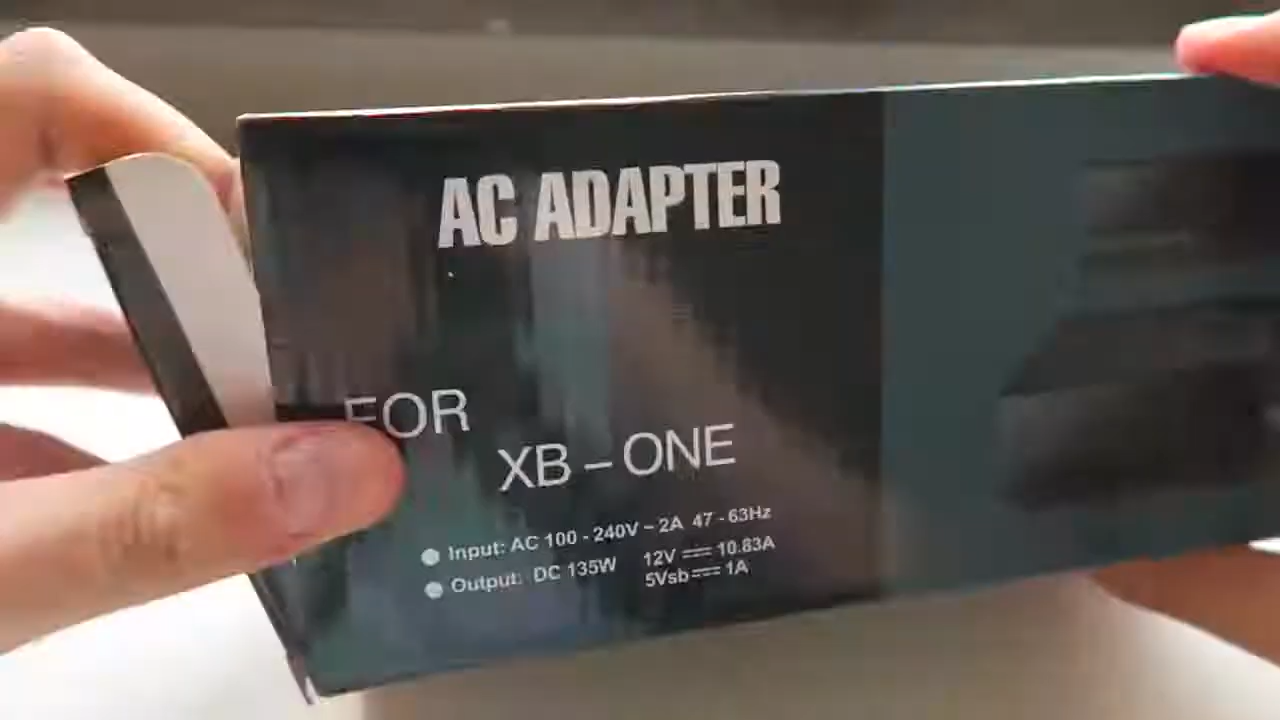 AC ADAPTER
FOR
XB-ONE
Input: AC 100-240V~2A 47-63Hz
Output: DC 135W 12V⎓10.83A
5Vsb⎓1A